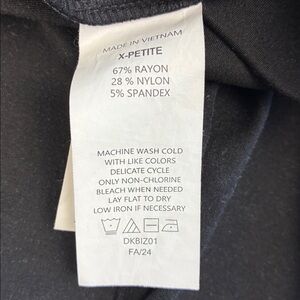 MADE IN VIETNAM
X-PETITE
67% RAYON
28 % NYLON
5% SPANDEX
MACHINE WASH COLD
WITH LIKE COLORS
DELICATE CYCLE
ONLY NON-CHLORINE
BLEACH WHEN NEEDED
LAY FLAT TO DRY
LOW IRON IF NECESSARY
DKBIZ01
FA/24